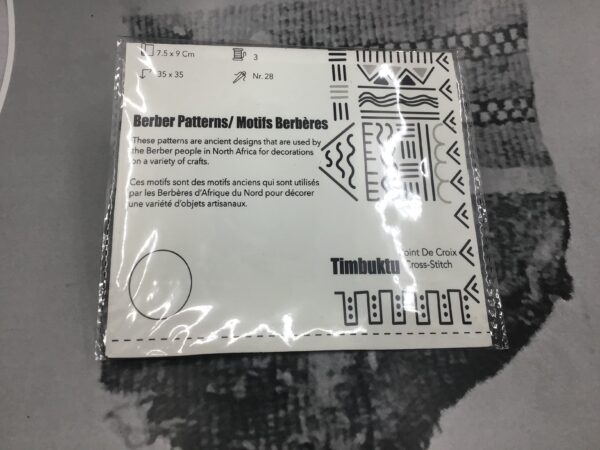 7.5 x 9 Cm
3
35 x 35
Nr. 28
Berber Patterns/ Motifs Berbères
These patterns are ancient designs that are used by
the Berber people in North Africa for decorations
on a variety of crafts.
Ces motifs sont des motifs anciens qui sont utilisés
par les Berbères d'Afrique du Nord pour décorer
une variété d'objets artisanaux.
Timbuktu
Point De Croix
Cross-Stitch